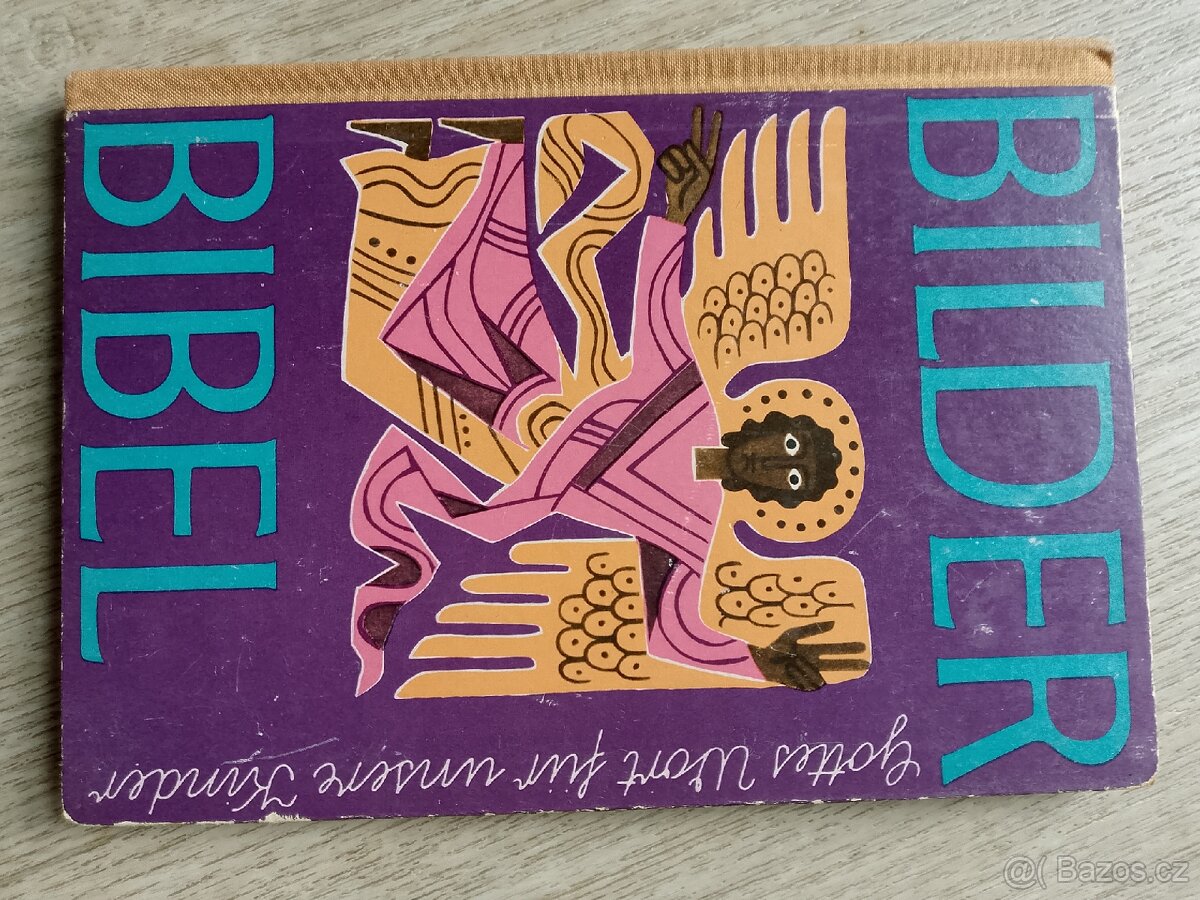 BILDER
BIBEL
Gottes Wort für unsere Kinder
@( Bazos.cz